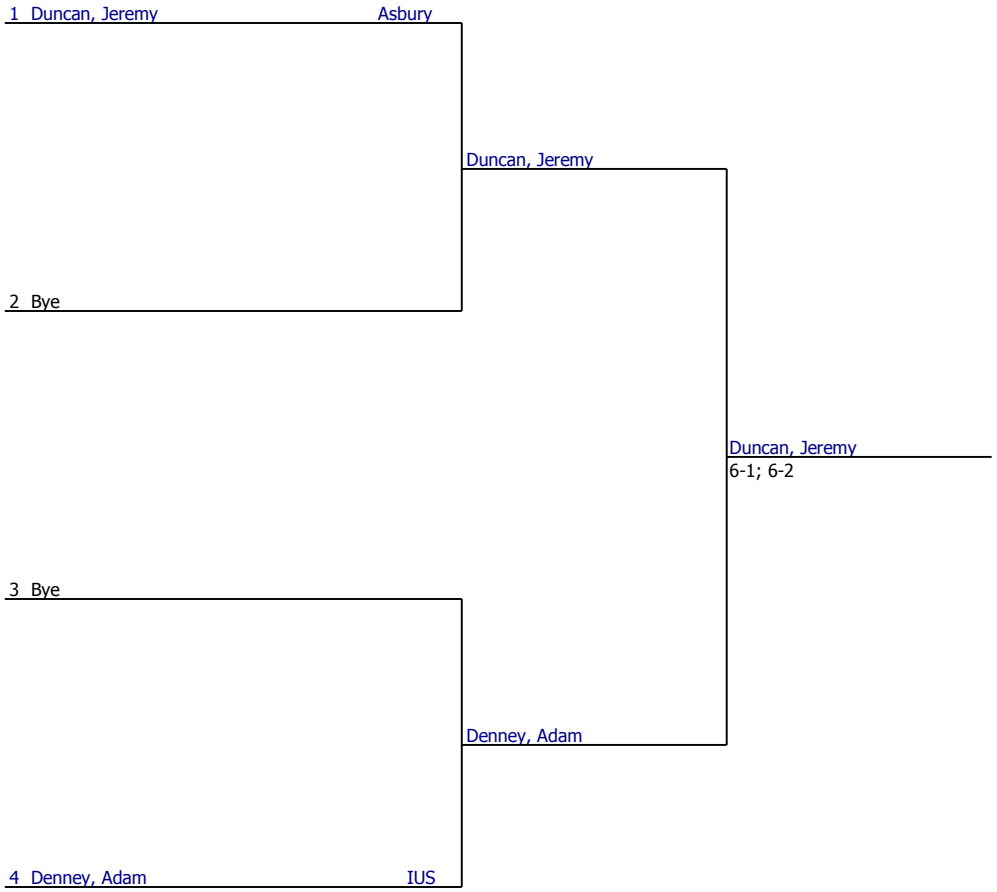 1 Duncan, Jeremy Asbury
Duncan, Jeremy
2 Bye
Duncan, Jeremy
6-1; 6-2
3 Bye
Denney, Adam
4 Denney, Adam IUS